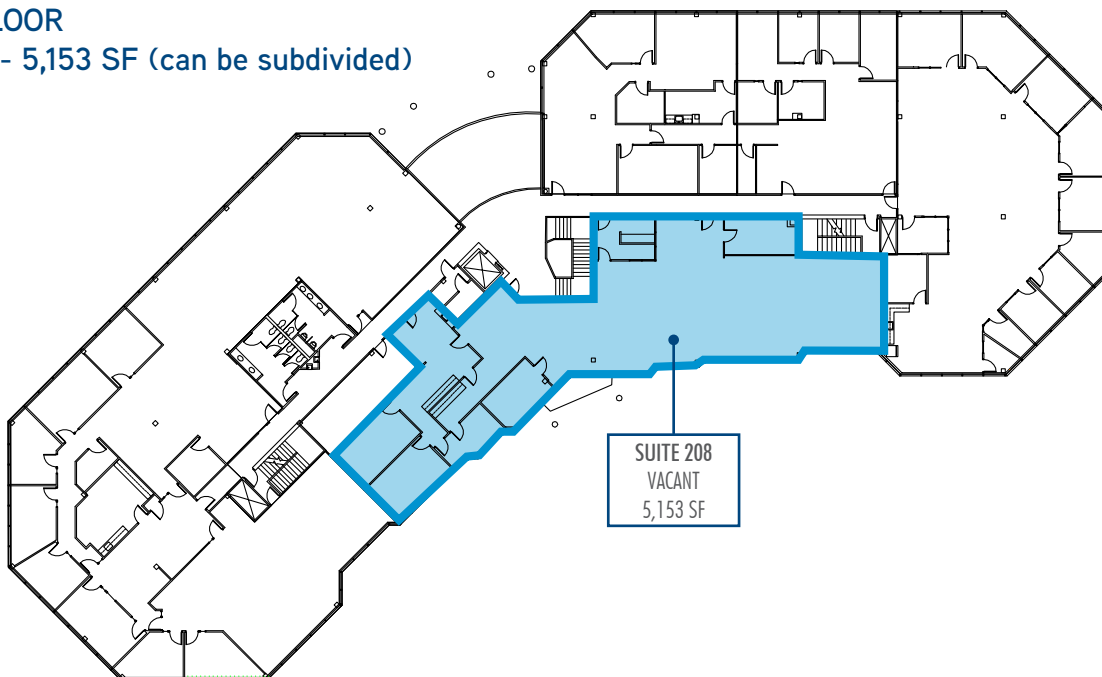 LOOR
- 5,153 SF (can be subdivided)
SUITE 208
VACANT
5,153 SF